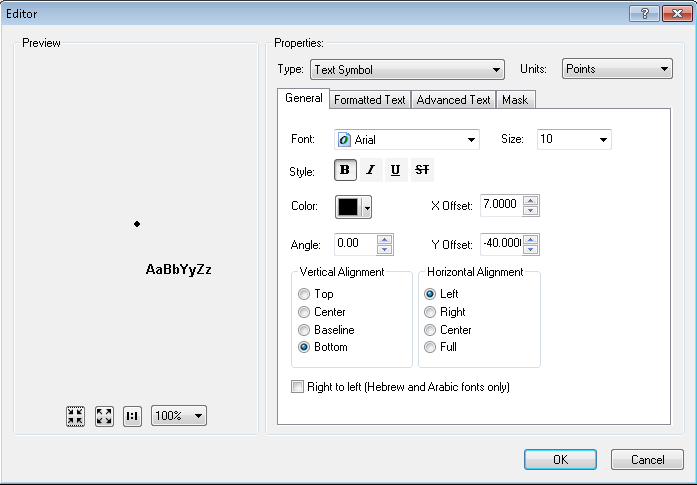 Editor
Preview
AaBbYyZz
100%
Properties:
Type: Text Symbol Units: Points
General Formatted Text Advanced Text Mask
Font: Arial Size: 10
Style: B I U ST
Color: X Offset: 7.0000
Angle: 0.00 Y Offset: -40.000
Vertical Alignment
Top
Center
Baseline
Bottom
Horizontal Alignment
Left
Right
Center
Full
Right to left (Hebrew and Arabic fonts only)
OK Cancel